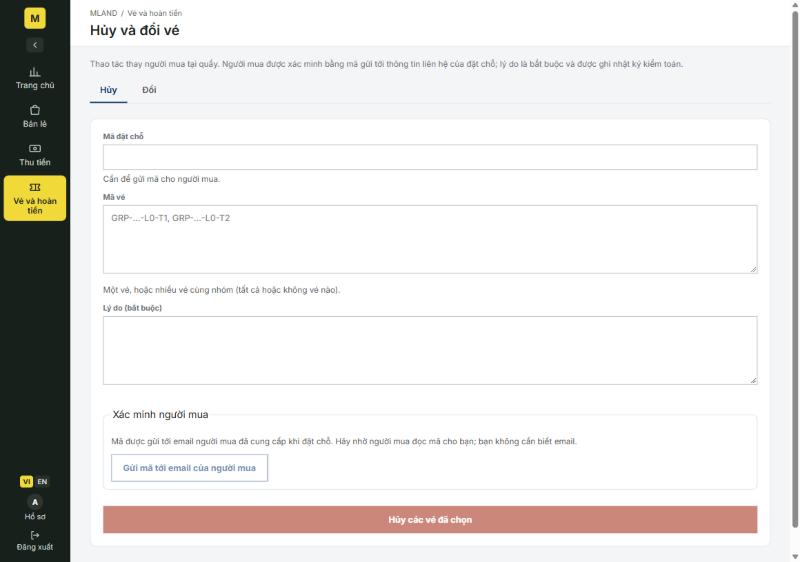 M
Trang chủ
Bán lẻ
Thu tiền
Vé và hoàn
tiền
VI EN
A
Hồ sơ
Đăng xuất
MLAND / Vé và hoàn tiền
Hủy và đổi vé
Thao tác thay người mua tại quầy. Người mua được xác minh bằng mã gửi tới thông tin liên hệ của đặt chỗ; lý do là bắt buộc và được ghi nhật ký kiểm toán.
Hủy Đổi
Mã đặt chỗ
Cần để gửi mã cho người mua.
Mã vé
GRP-...-L0-T1, GRP-...-L0-T2
Một vé, hoặc nhiều vé cùng nhóm (tất cả hoặc không vé nào).
Lý do (bắt buộc)
Xác minh người mua
Mã được gửi tới email người mua đã cung cấp khi đặt chỗ. Hãy nhờ người mua đọc mã cho bạn; bạn không cần biết email.
Gửi mã tới email của người mua
Hủy các vé đã chọn